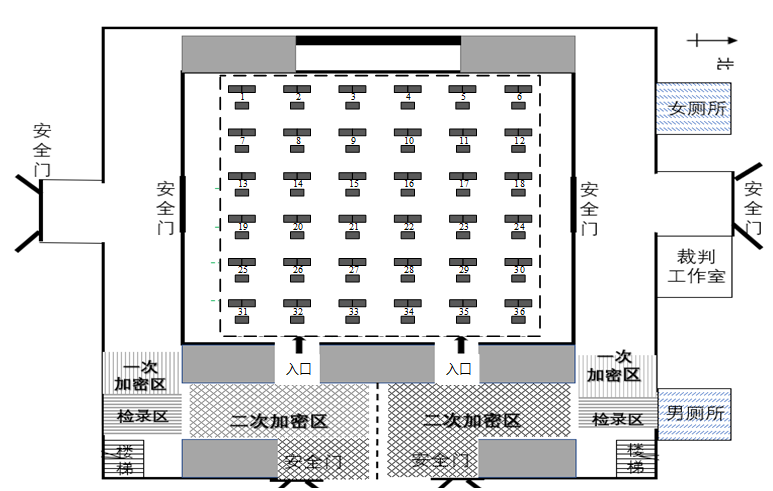 北
女厕所
安全门
安全门
安全门
安全门
1 2 3 4 5 6
7 8 9 10 11 12
13 14 15 16 17 18
19 20 21 22 23 24
25 26 27 28 29 30
31 32 33 34 35 36
裁判
工作室
入口
入口
一次
加密区
一次
加密区
检录区
检录区
二次加密区
二次加密区
男厕所
楼梯
楼梯
安全门
安全门